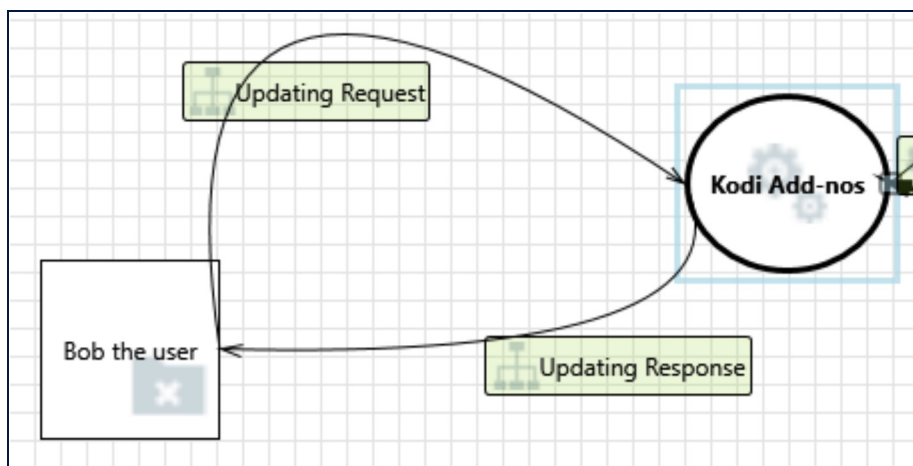 Updating Request
Kodi Add-nos
Bob the user
Updating Response